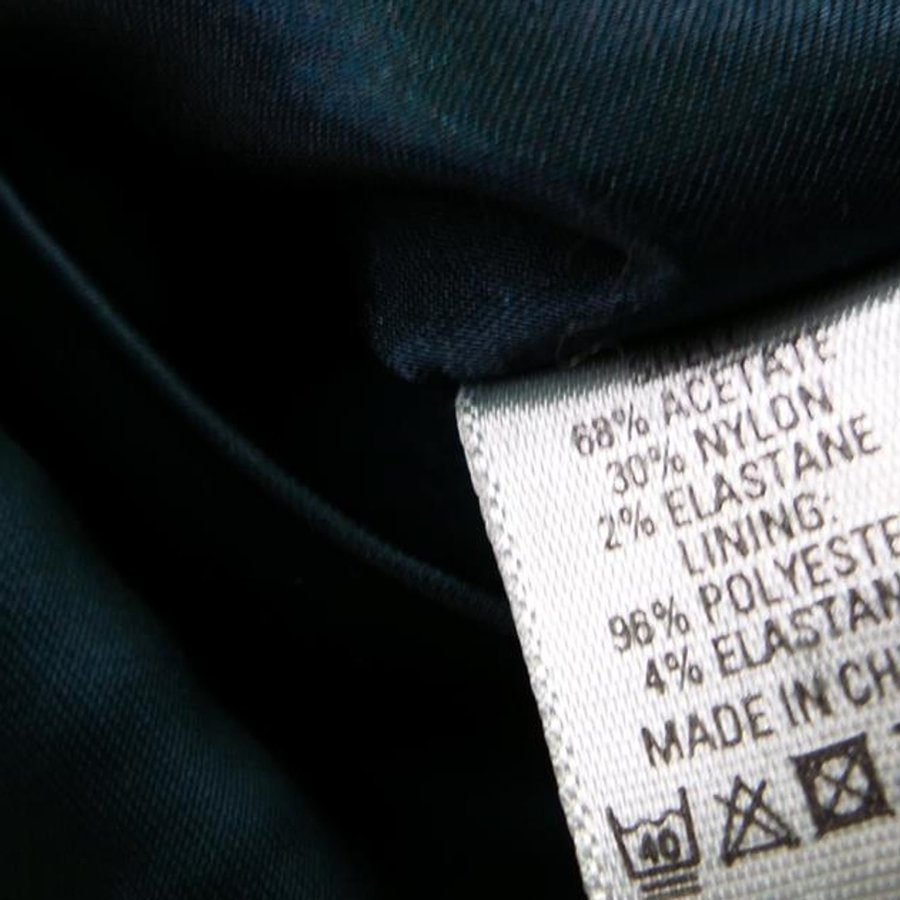 68% ACETATE
30% NYLON
2% ELASTANE
LINING:
96% POLYESTE
4% ELASTAN
MADE IN CH
40